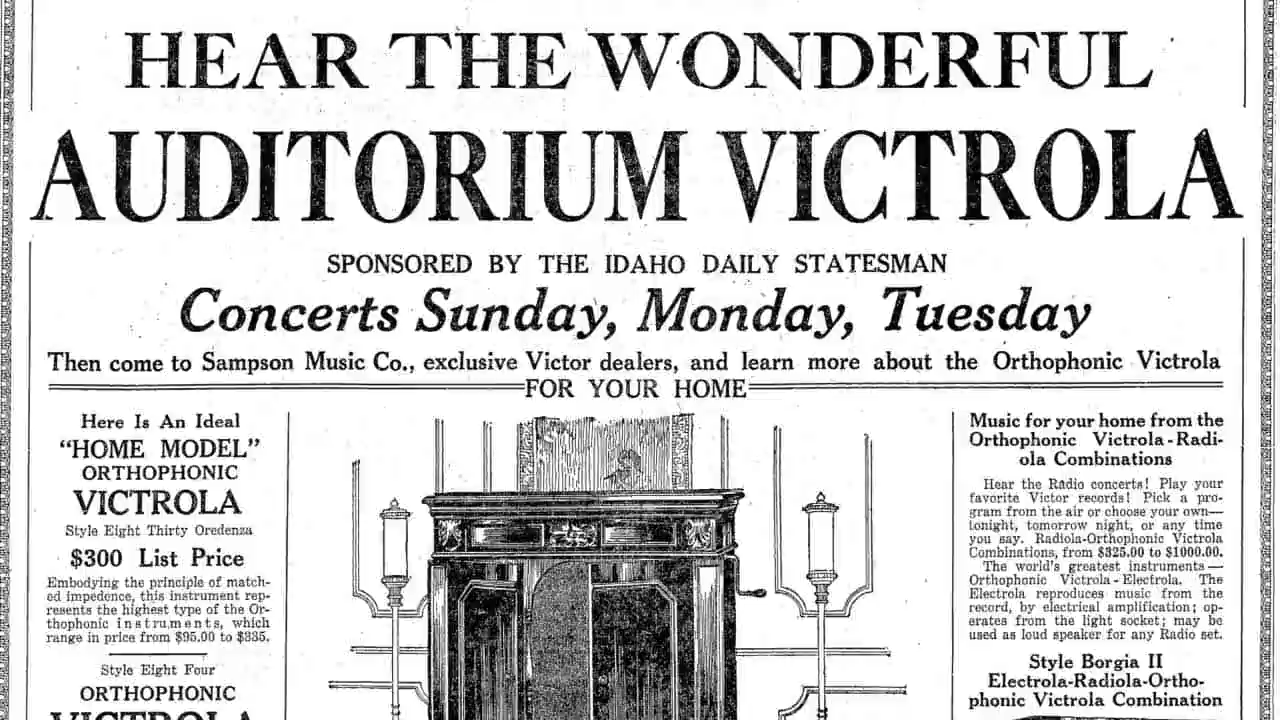 HEAR THE WONDERFUL
AUDITORIUM VICTROLA
SPONSORED BY THE IDAHO DAILY STATESMAN
Concerts Sunday, Monday, Tuesday
Then come to Sampson Music Co., exclusive Victor dealers, and learn more about the Orthophonic Victrola
FOR YOUR HOME
Here Is An Ideal
“HOME MODEL”
ORTHOPHONIC
VICTROLA
Style Eight Thirty Oredenza
$300 List Price
Embodying the principle of match-
ed impedence, this instrument rep-
resents the highest type of the Or-
thophonic instruments, which
range in price from $95.00 to $335.
Style Eight Four
ORTHOPHONIC
VICTROLA
Music for your home from the
Orthophonic Victrola-Radi-
ola Combinations
Hear the Radio concerts! Play your
favorite Victor records! Pick a pro-
gram from the air or choose your own—
tonight, tomorrow night, or any time
you say. Radiola-Orthophonic Victrola
Combinations, from $325.00 to $1000.00.
The world's greatest instruments—
Orthophonic Victrola-Electrola. The
Electrola reproduces music from the
record, by electrical amplification; op-
erates from the light socket; may be
used as loud speaker for any Radio set.
Style Borgia II
Electrola-Radiola-Ortho-
phonic Victrola Combination